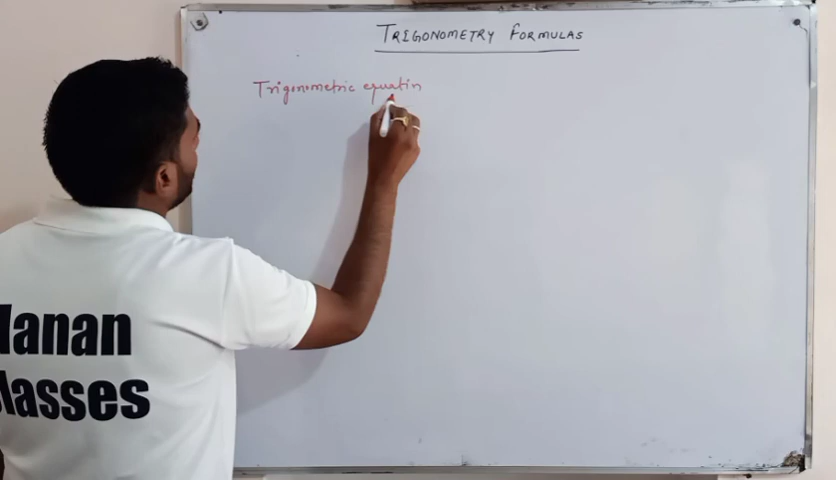 TRIGONOMETRY FORMULAS
Trigonometric equatin
lanan
lasses